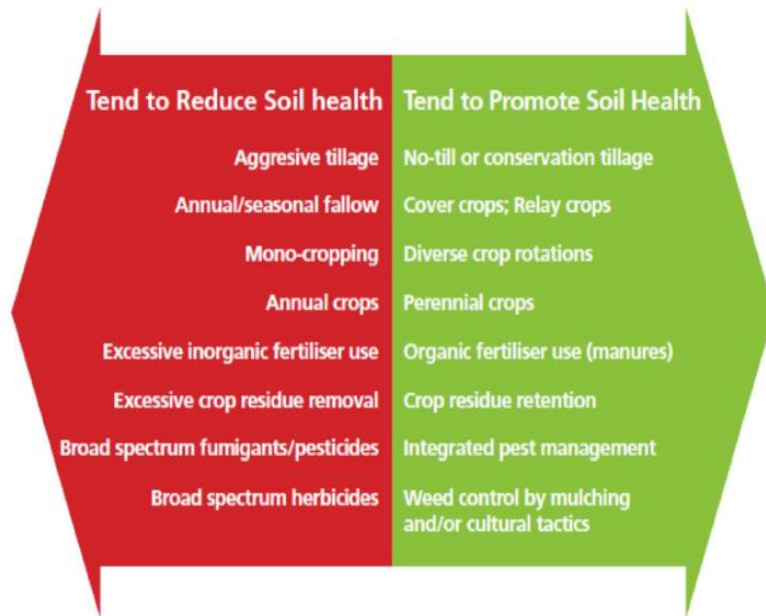 Tend to Reduce Soil health
Tend to Promote Soil Health
Aggresive tillage
No-till or conservation tillage
Annual/seasonal fallow
Cover crops; Relay crops
Mono-cropping
Diverse crop rotations
Annual crops
Perennial crops
Excessive inorganic fertiliser use
Organic fertiliser use (manures)
Excessive crop residue removal
Crop residue retention
Broad spectrum fumigants/pesticides
Integrated pest management
Broad spectrum herbicides
Weed control by mulching
and/or cultural tactics